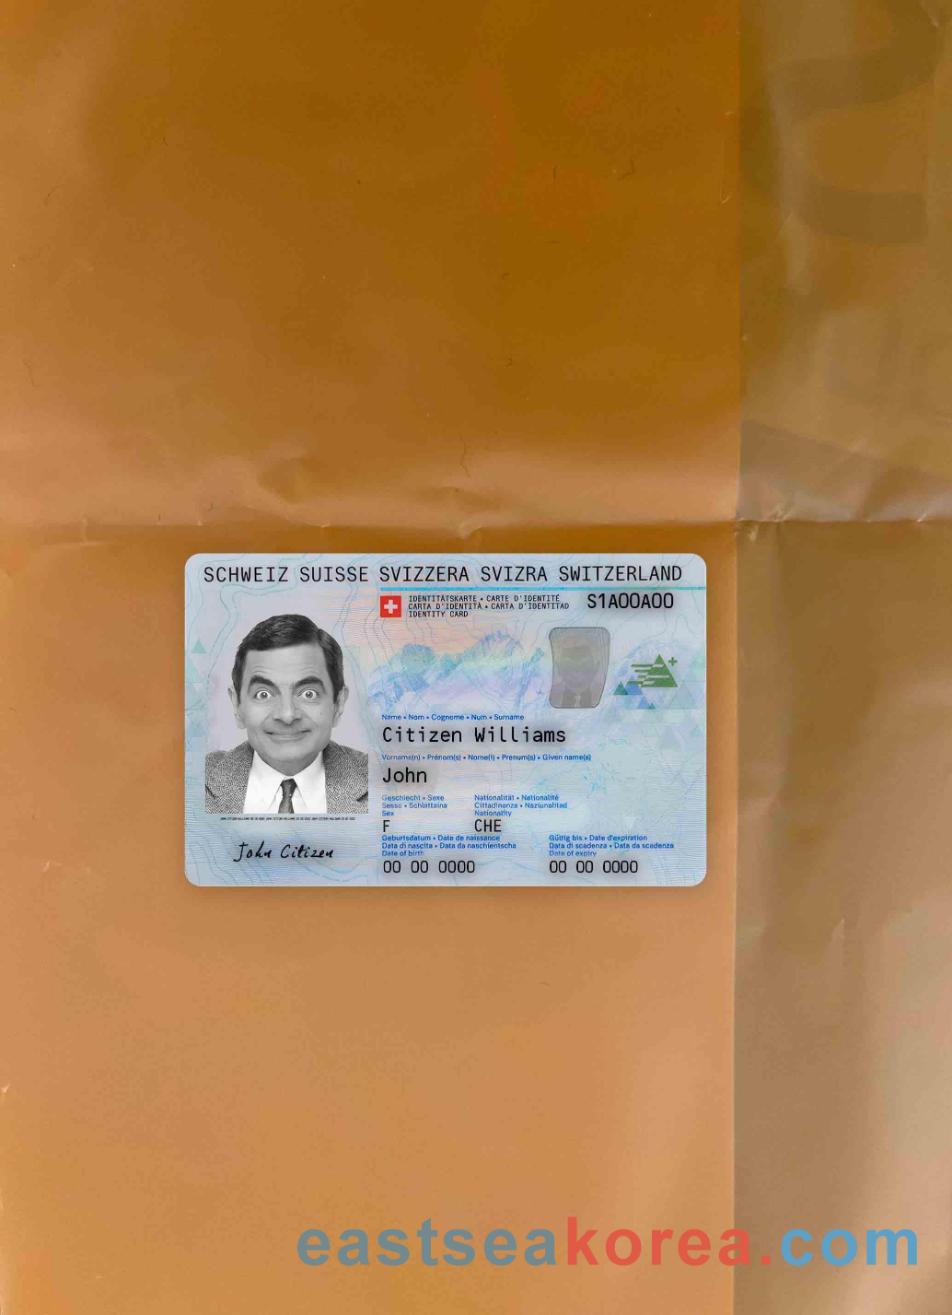 SCHWEIZ SUISSE SVIZZERA SVIZRA SWITZERLAND
IDENTITÄTSKARTE • CARTE D'IDENTITÉ
CARTA D'IDENTITÀ • CARTA D'IDENTITAD
IDENTITY CARD
S1A00A00
Name • Nom • Cognome • Num • Surname
Citizen Williams
Vorname(n) • Prénom(s) • Nome(i) • Prenum(s) • Given name(s)
John
Geschlecht • Sexe
Sesso • Schlattaina
Sex
Nationalität • Nationalité
Cittadinanza • Naziunalitad
Nationality
F
CHE
Geburtsdatum • Date de naissance
Data di nascita • Data da naschientscha
Date of birth
Gültig bis • Date d'expiration
Data di scadenza • Data da scadenza
Date of expiry
00 00 0000
00 00 0000
John Citizen
eastseakorea.com